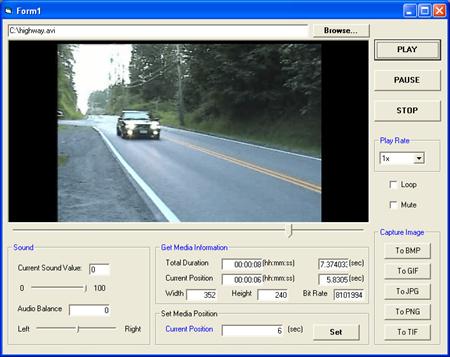 Form1
C:\highway.avi Browse...
PLAY
PAUSE
STOP
Play Rate
1x
Loop
Mute
Sound
Current Sound Value: 0
0 100
Audio Balance 0
Left Right
Get Media Information
Total Duration 00:00:08 (hh:mm:ss) 7.374033 (sec)
Current Position 00:00:06 (hh:mm:ss) 5.8305 (sec)
Width 352 Height 240 Bit Rate 8101994
Set Media Position
Current Position 6 (sec) Set
Capture Image
To BMP
To GIF
To JPG
To PNG
To TIF